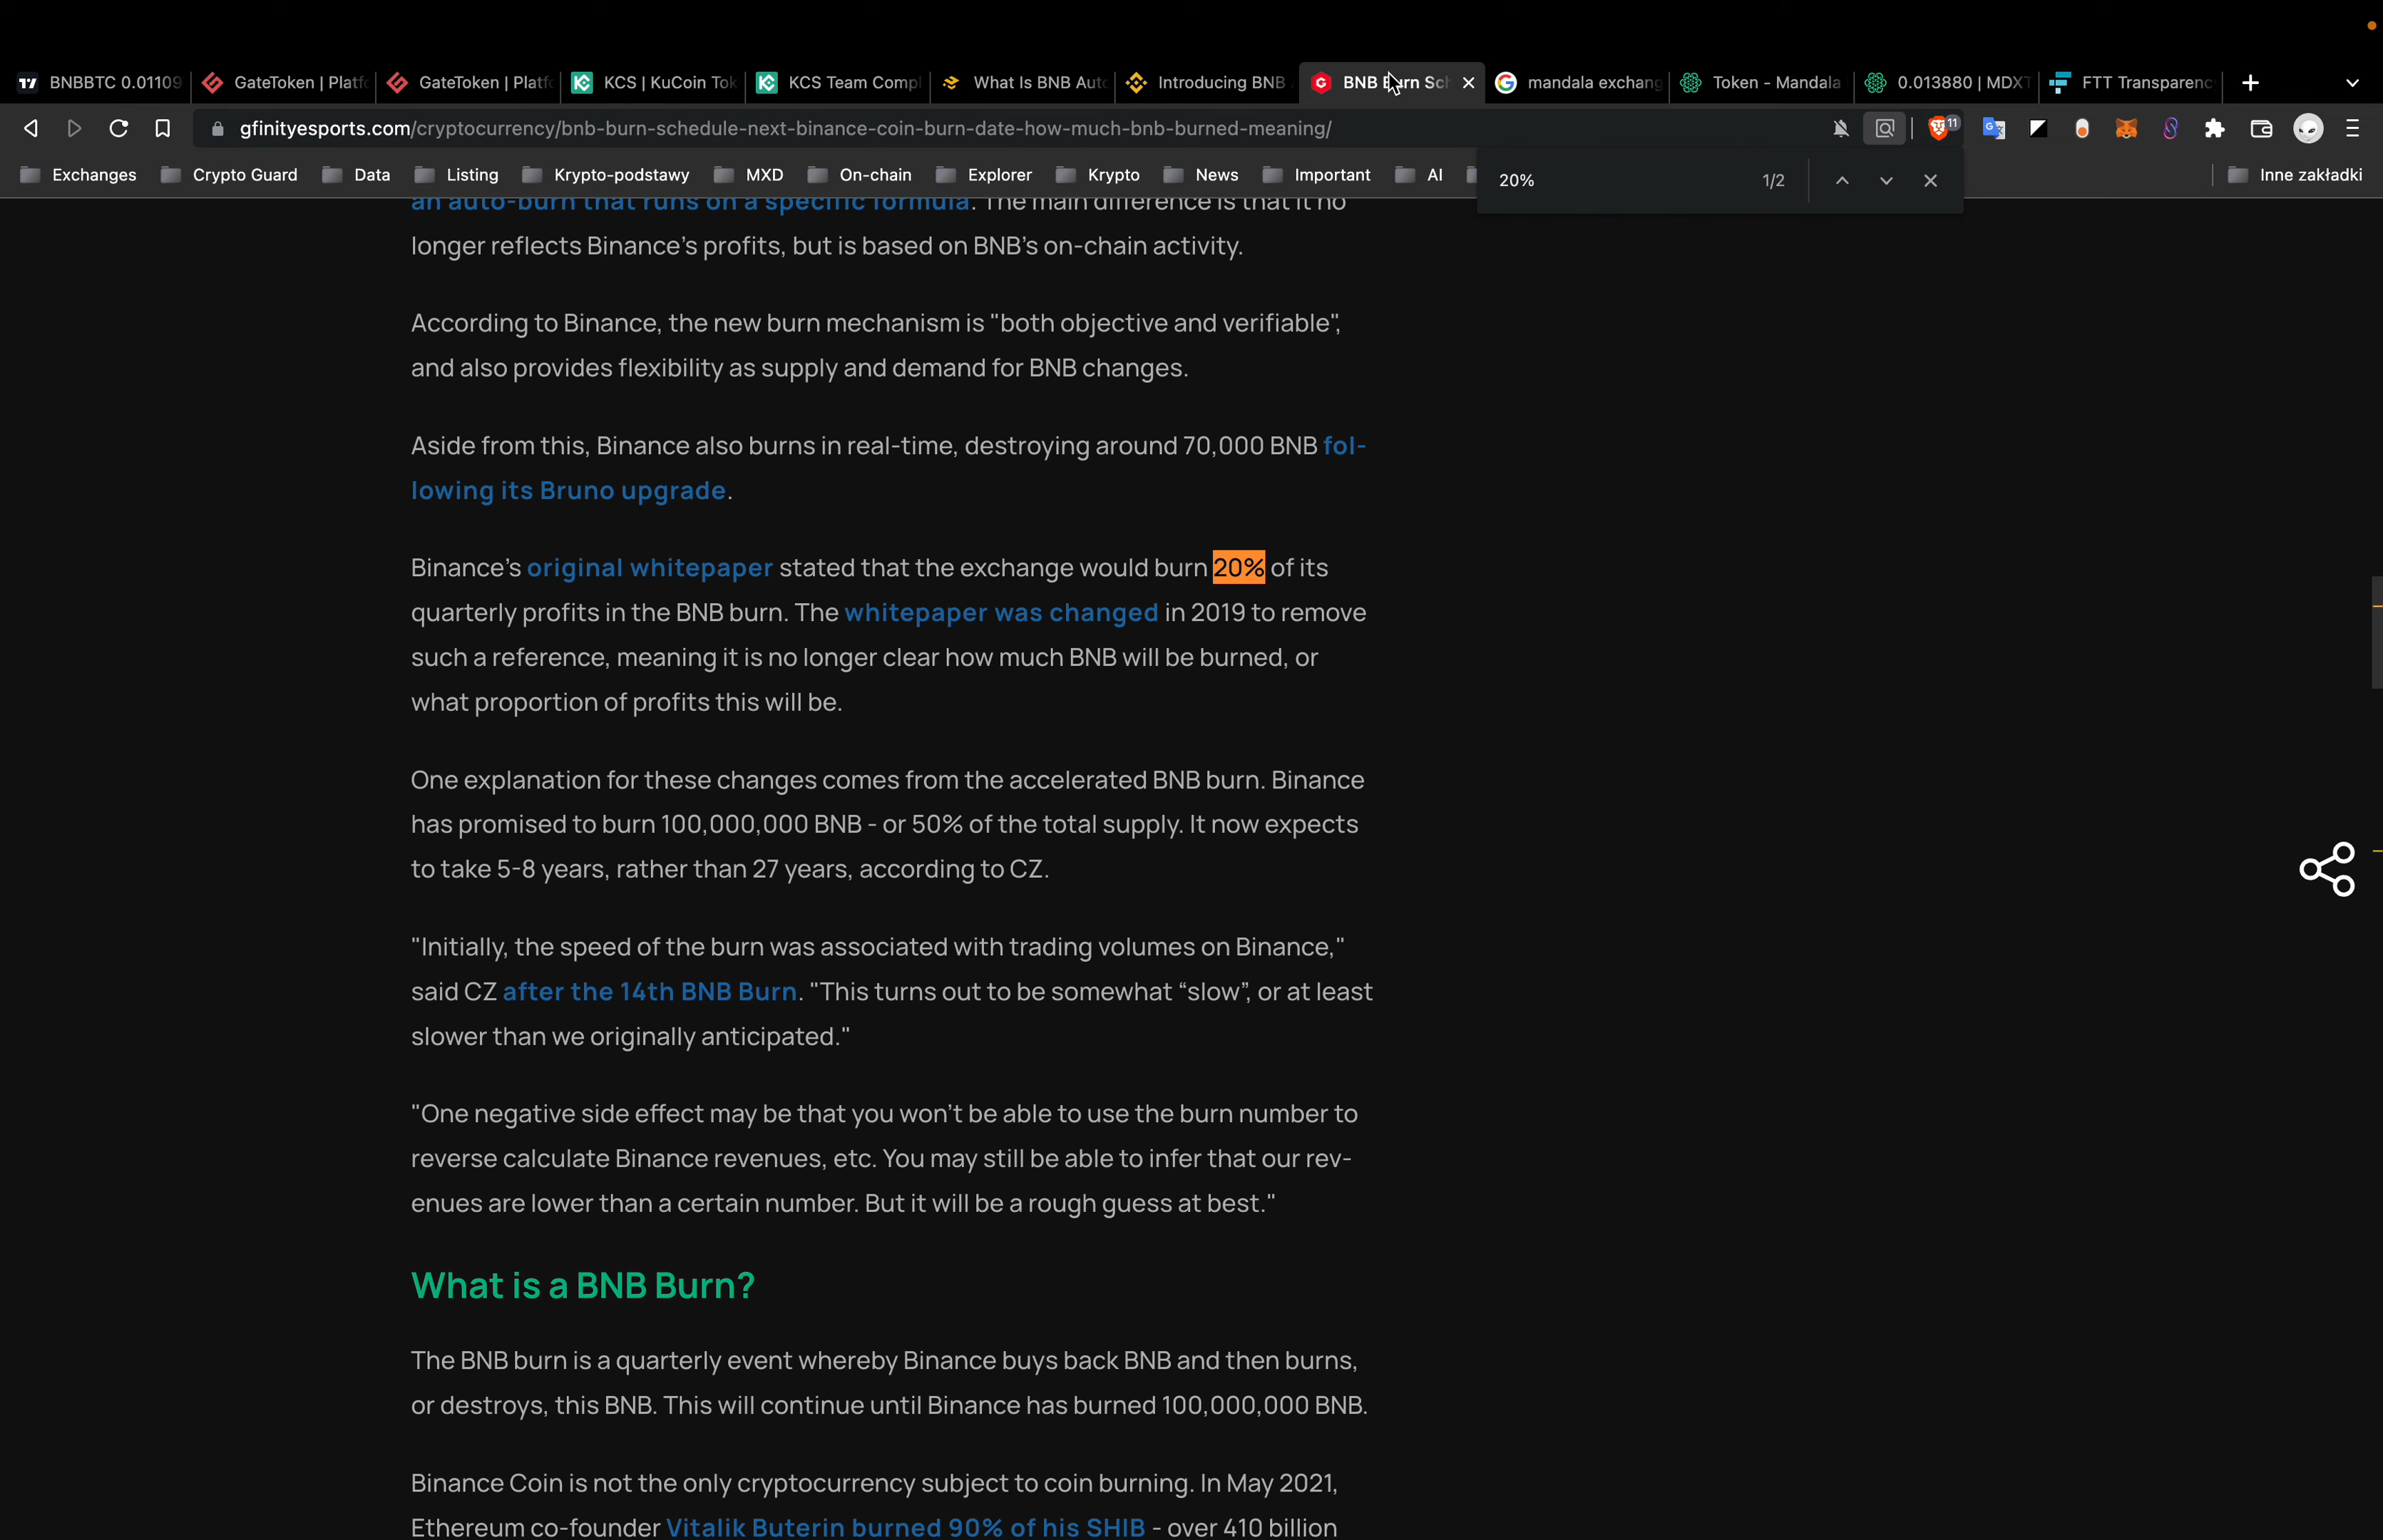 BNBBTC 0.01109
GateToken | Platfo
GateToken | Platfo
KCS | KuCoin Tok
KCS Team Compl
What Is BNB Auto
Introducing BNB
BNB Burn Sch
mandala exchang
Token - Mandala
0.013880 | MDXT
FTT Transparenc
gfinityesports.com/cryptocurrency/bnb-burn-schedule-next-binance-coin-burn-date-how-much-bnb-burned-meaning/
11
Exchanges
Crypto Guard
Data
Listing
Krypto-podstawy
MXD
On-chain
Explorer
Krypto
News
Important
AI
Inne zakładki
20%
1/2
an auto-burn that runs on a specific formula. The main difference is that it no
longer reflects Binance's profits, but is based on BNB's on-chain activity.
According to Binance, the new burn mechanism is "both objective and verifiable",
and also provides flexibility as supply and demand for BNB changes.
Aside from this, Binance also burns in real-time, destroying around 70,000 BNB fol-
lowing its Bruno upgrade.
Binance's original whitepaper stated that the exchange would burn 20% of its
quarterly profits in the BNB burn. The whitepaper was changed in 2019 to remove
such a reference, meaning it is no longer clear how much BNB will be burned, or
what proportion of profits this will be.
One explanation for these changes comes from the accelerated BNB burn. Binance
has promised to burn 100,000,000 BNB - or 50% of the total supply. It now expects
to take 5-8 years, rather than 27 years, according to CZ.
"Initially, the speed of the burn was associated with trading volumes on Binance,"
said CZ after the 14th BNB Burn. "This turns out to be somewhat “slow”, or at least
slower than we originally anticipated."
"One negative side effect may be that you won't be able to use the burn number to
reverse calculate Binance revenues, etc. You may still be able to infer that our rev-
enues are lower than a certain number. But it will be a rough guess at best."
What is a BNB Burn?
The BNB burn is a quarterly event whereby Binance buys back BNB and then burns,
or destroys, this BNB. This will continue until Binance has burned 100,000,000 BNB.
Binance Coin is not the only cryptocurrency subject to coin burning. In May 2021,
Ethereum co-founder Vitalik Buterin burned 90% of his SHIB - over 410 billion